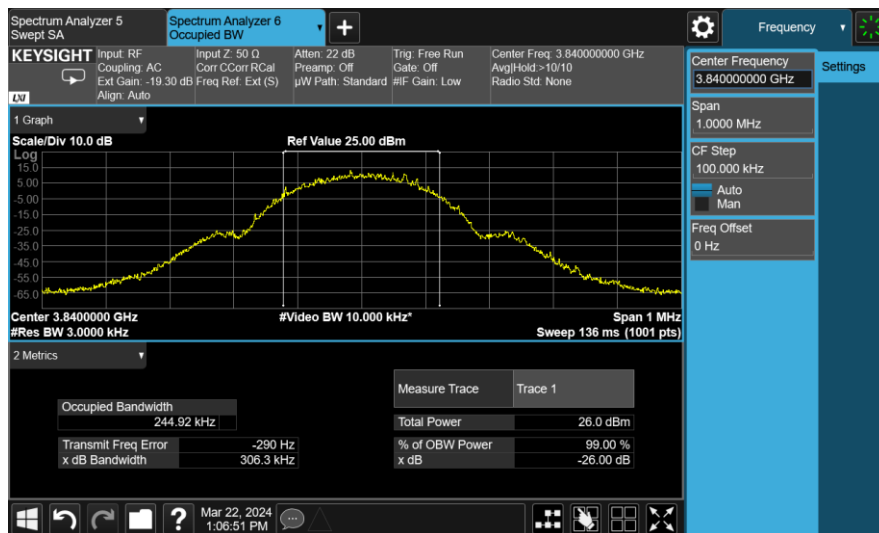 Spectrum Analyzer 5
Swept SA
Spectrum Analyzer 6
Occupied BW
+
Frequency
KEYSIGHT
LXI
Input: RF
Coupling: AC
Ext Gain: -19.30 dB
Align: Auto
Input Z: 50 Ω
Corr CCorr RCal
Freq Ref: Ext (S)
Atten: 22 dB
Preamp: Off
µW Path: Standard
Trig: Free Run
Gate: Off
#IF Gain: Low
Center Freq: 3.840000000 GHz
Avg|Hold:>10/10
Radio Std: None
Center Frequency
3.840000000 GHz
Settings
Span
1.0000 MHz
CF Step
100.000 kHz
Auto
Man
Freq Offset
0 Hz
1 Graph
Scale/Div 10.0 dB
Ref Value 25.00 dBm
Log
15.0
5.00
-5.00
-15.0
-25.0
-35.0
-45.0
-55.0
-65.0
Center 3.84000 GHz
#Video BW 10.000 kHz*
Span 1 MHz
#Res BW 3.0000 kHz
Sweep 136 ms (1001 pts)
2 Metrics
Measure Trace
Trace 1
Occupied Bandwidth
244.92 kHz
Total Power
26.0 dBm
Transmit Freq Error
-290 Hz
% of OBW Power
99.00 %
x dB Bandwidth
306.3 kHz
x dB
-26.00 dB
?
Mar 22, 2024
1:06:51 PM